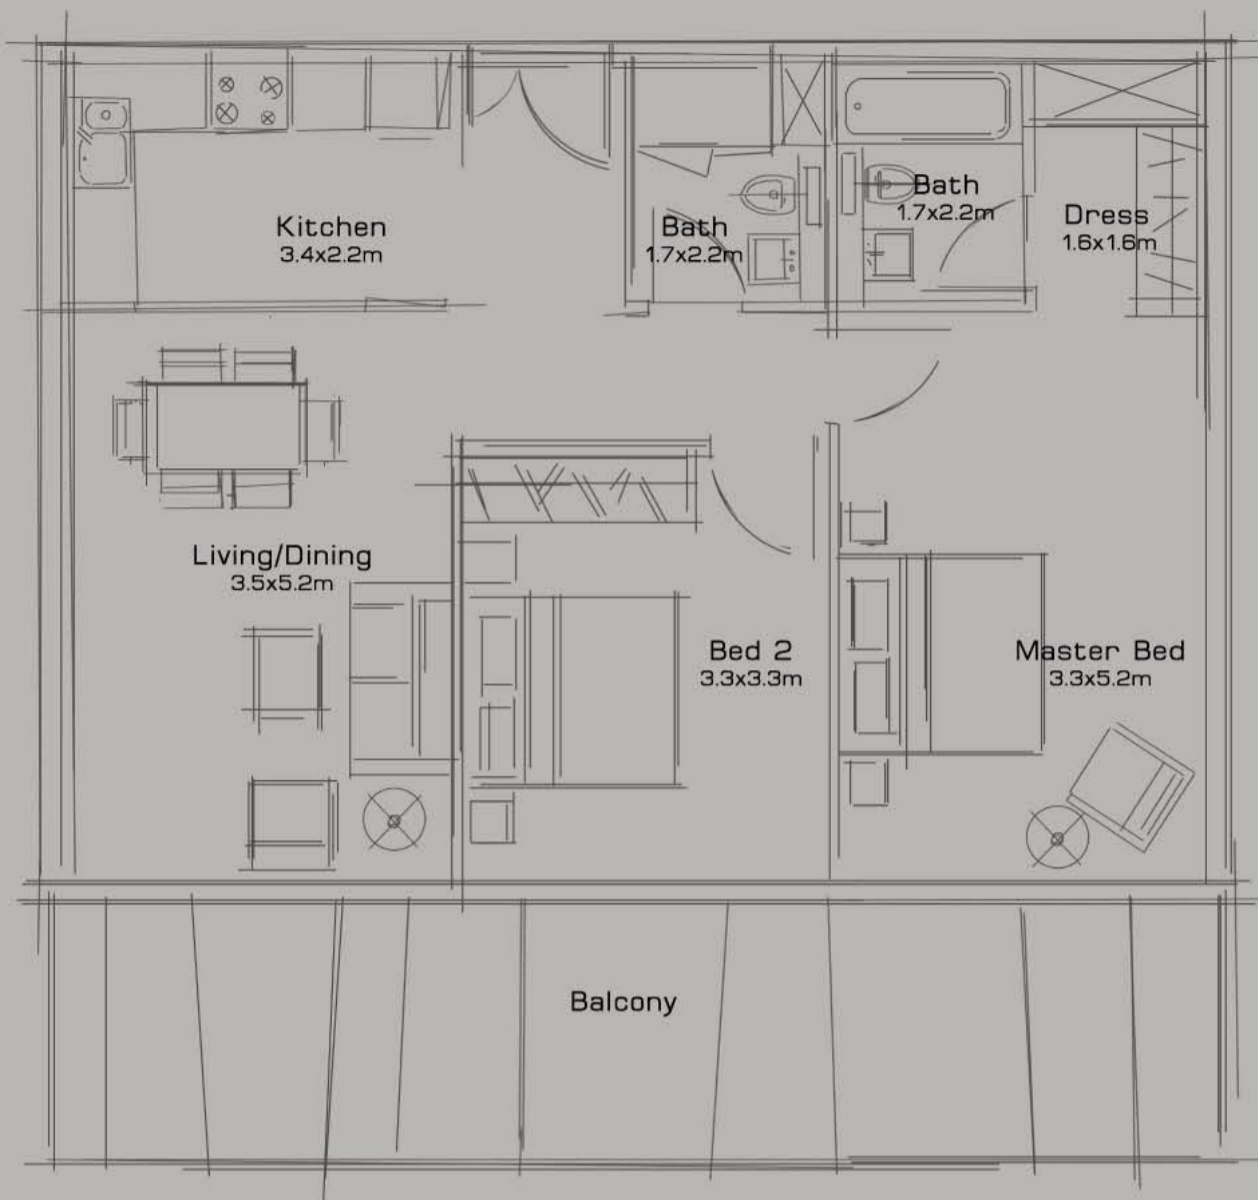 Kitchen
3.4x2.2m
Bath
1.7x2.2m
Bath
1.7x2.2m
Dress
1.6x1.6m
Living/Dining
3.5x5.2m
Bed 2
3.3x3.3m
Master Bed
3.3x5.2m
Balcony